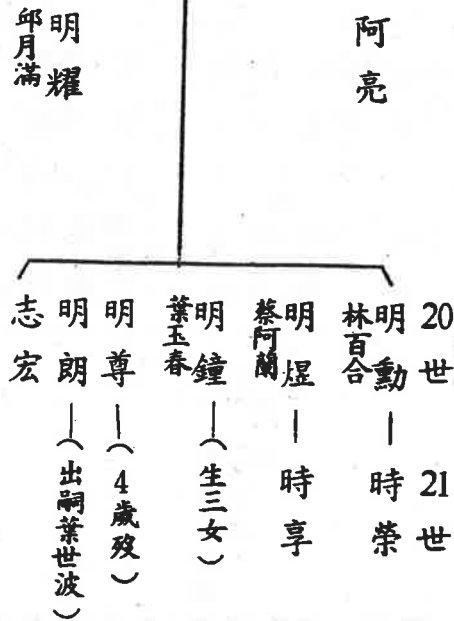 阿亮
明耀
邱月滿
20世
21世
明勳
林百合
時榮
明煜
蔡阿蘭
時享
明鐘
葉玉春
（生三女）
明尊
（4歲歿）
明朗
（出嗣葉世波）
志宏